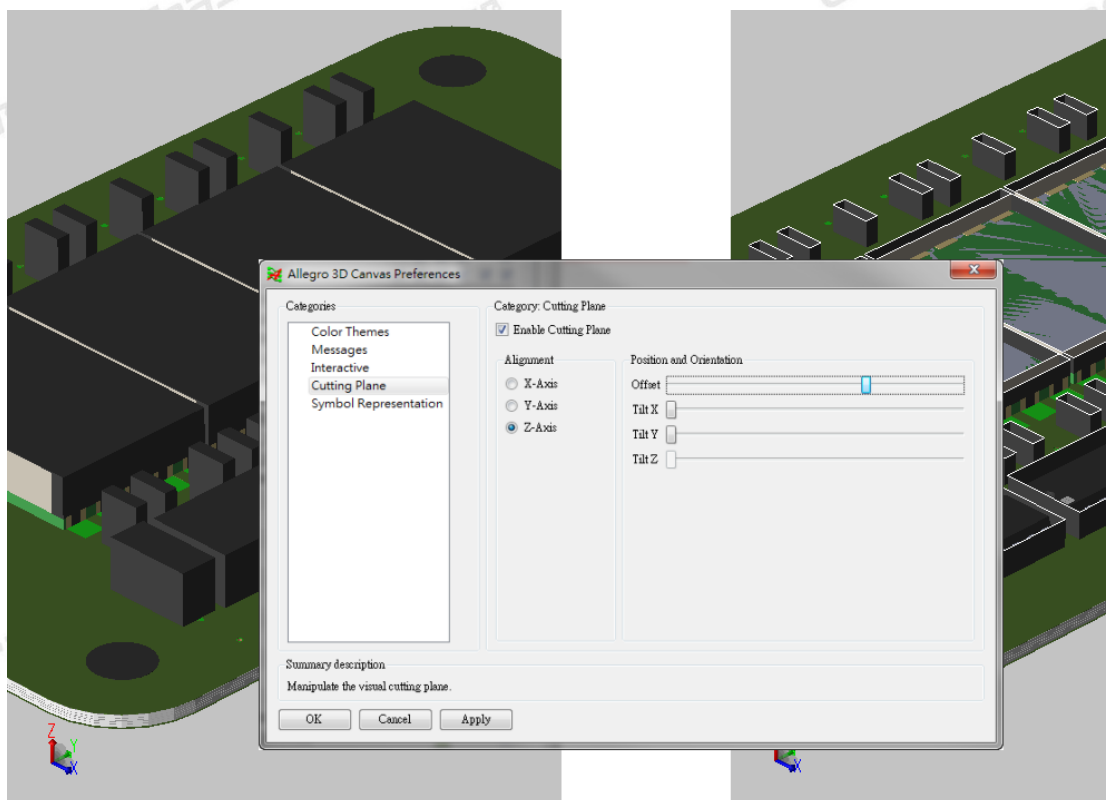 Allegro 3D Canvas Preferences
Categories
Color Themes
Messages
Interactive
Cutting Plane
Symbol Representation
Category: Cutting Plane
Enable Cutting Plane
Alignment
X-Axis
Y-Axis
Z-Axis
Position and Orientation
Offset
Tilt X
Tilt Y
Tilt Z
Summary description
Manipulate the visual cutting plane.
OK
Cancel
Apply
Z
Y
X
X